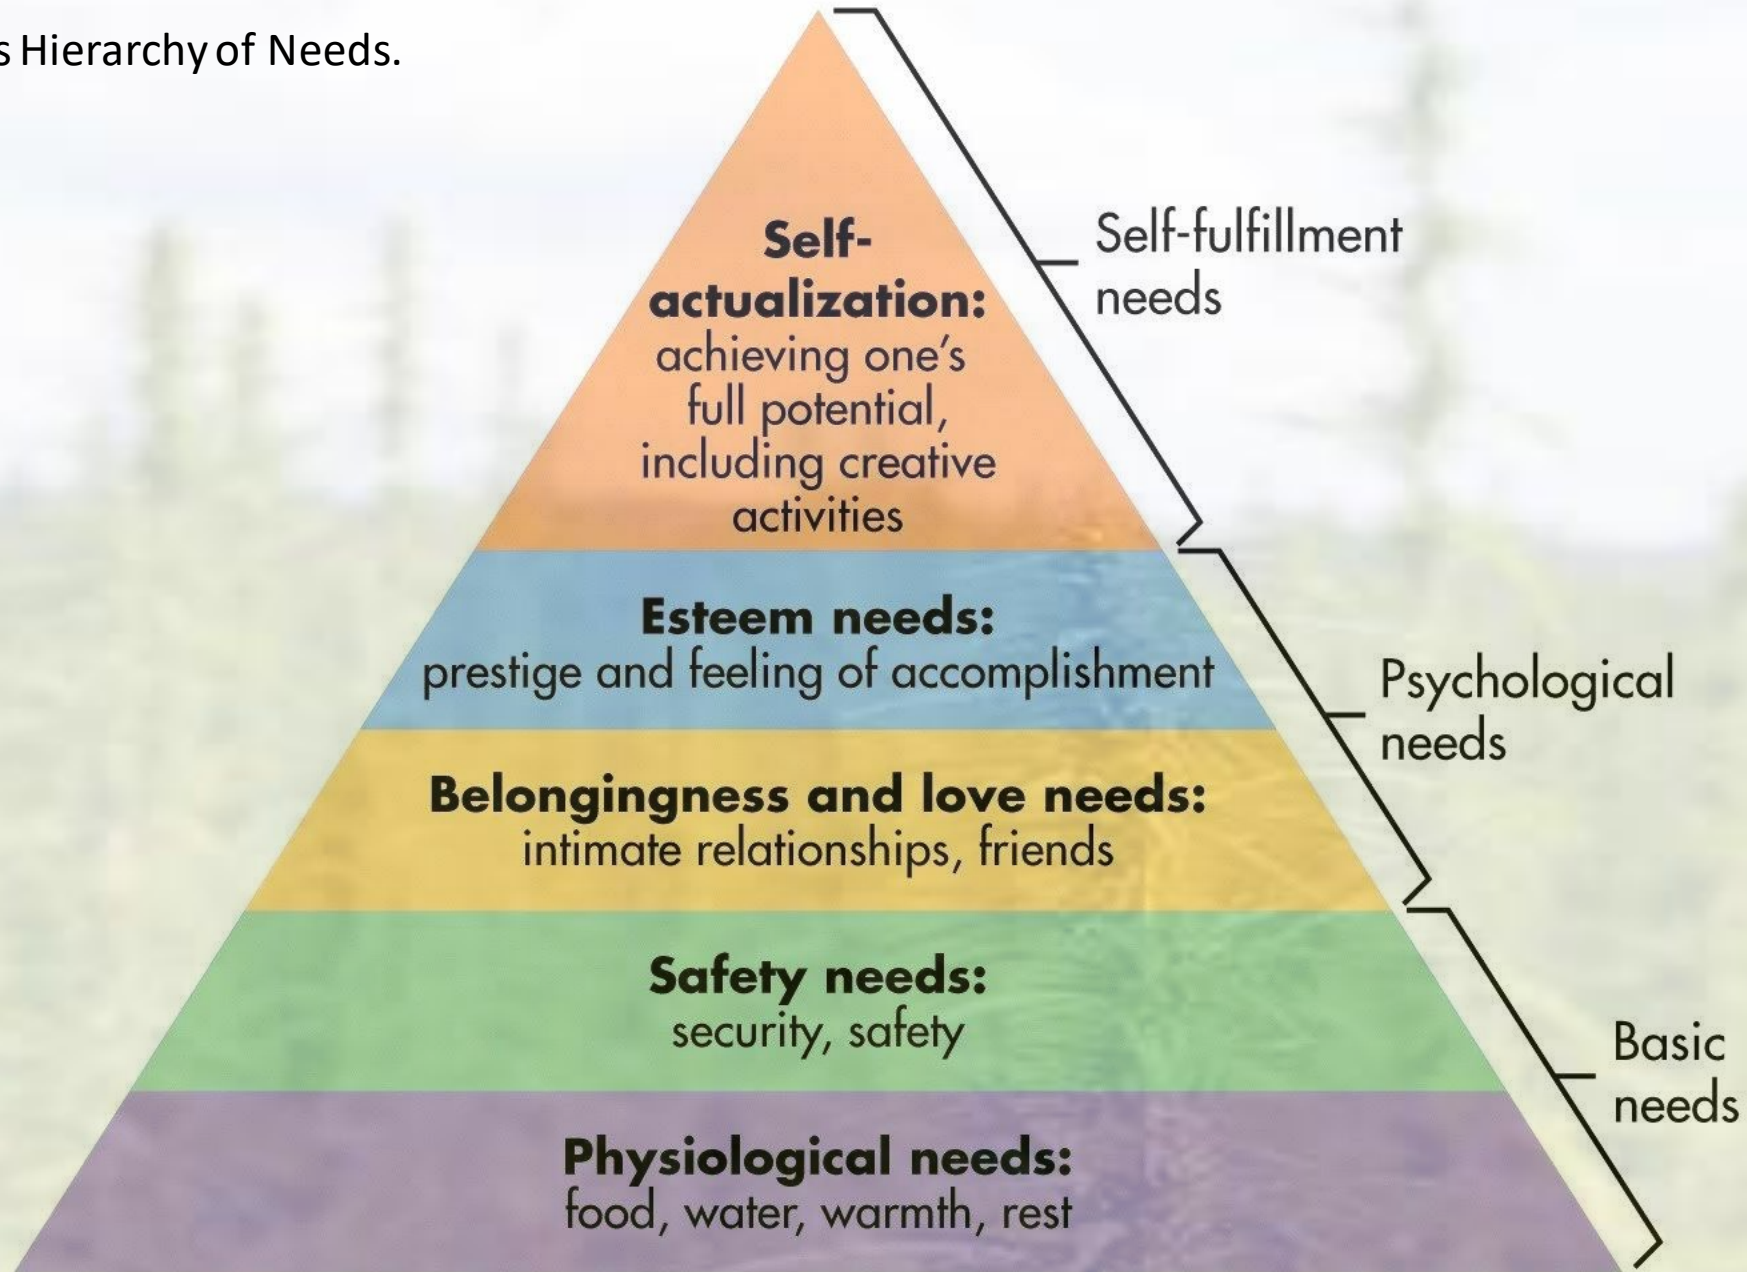 s Hierarchy of Needs.
Self-
actualization:
achieving one's
full potential,
including creative
activities
Self-fulfillment
needs
Esteem needs:
prestige and feeling of accomplishment
Psychological
needs
Belongingness and love needs:
intimate relationships, friends
Safety needs:
security, safety
Basic
needs
Physiological needs:
food, water, warmth, rest